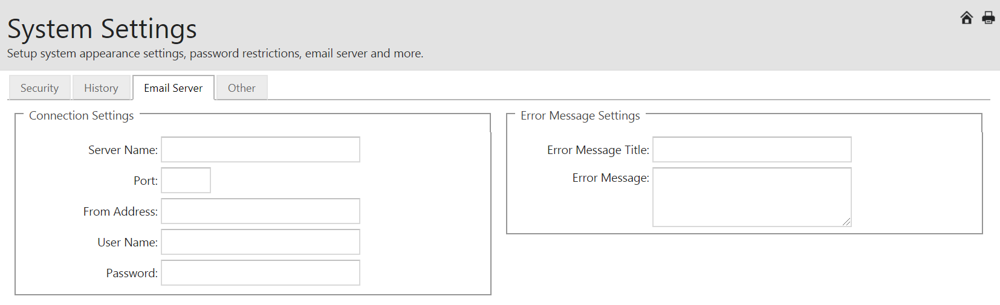 System Settings
Setup system appearance settings, password restrictions, email server and more.
Security
History
Email Server
Other
Connection Settings
Server Name:
Port:
From Address:
User Name:
Password:
Error Message Settings
Error Message Title:
Error Message: